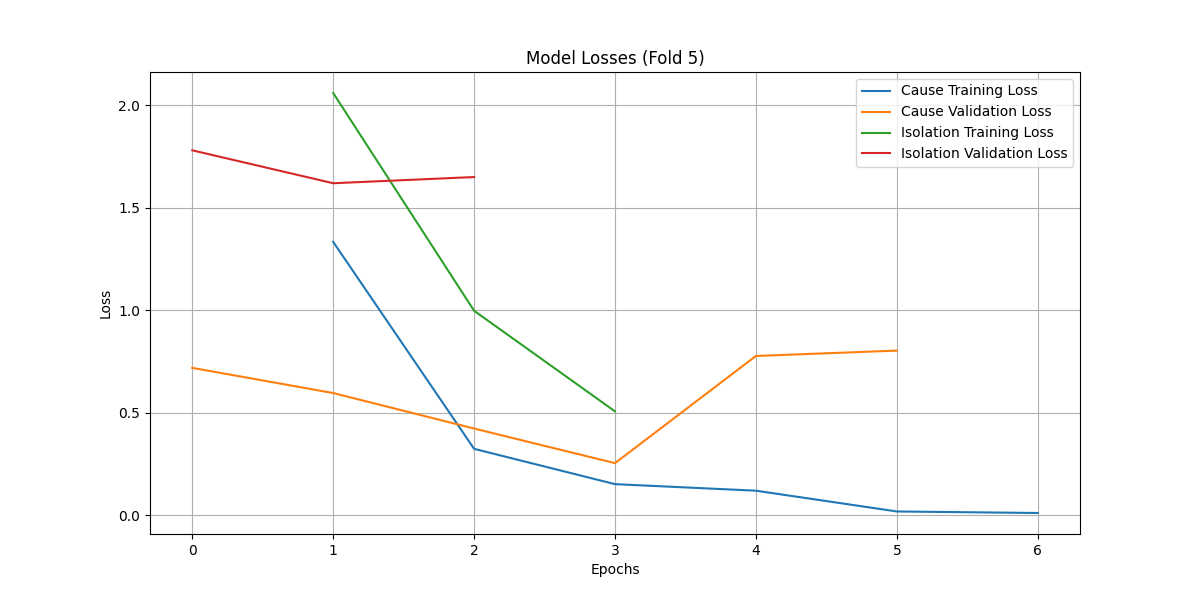 Model Losses (Fold 5)
Cause Training Loss
Cause Validation Loss
Isolation Training Loss
Isolation Validation Loss
Loss
2.0
1.5
1.0
0.5
0.0
0 1 2 3 4 5 6
Epochs